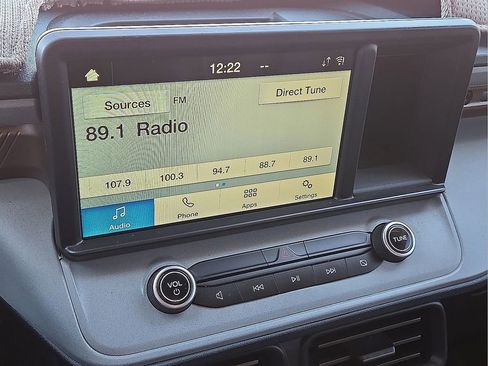 12:22 --
Sources FM Direct Tune
89.1 Radio
107.9 100.3 94.7 88.7 89.1
Audio Phone Apps Settings
VOL TUNE